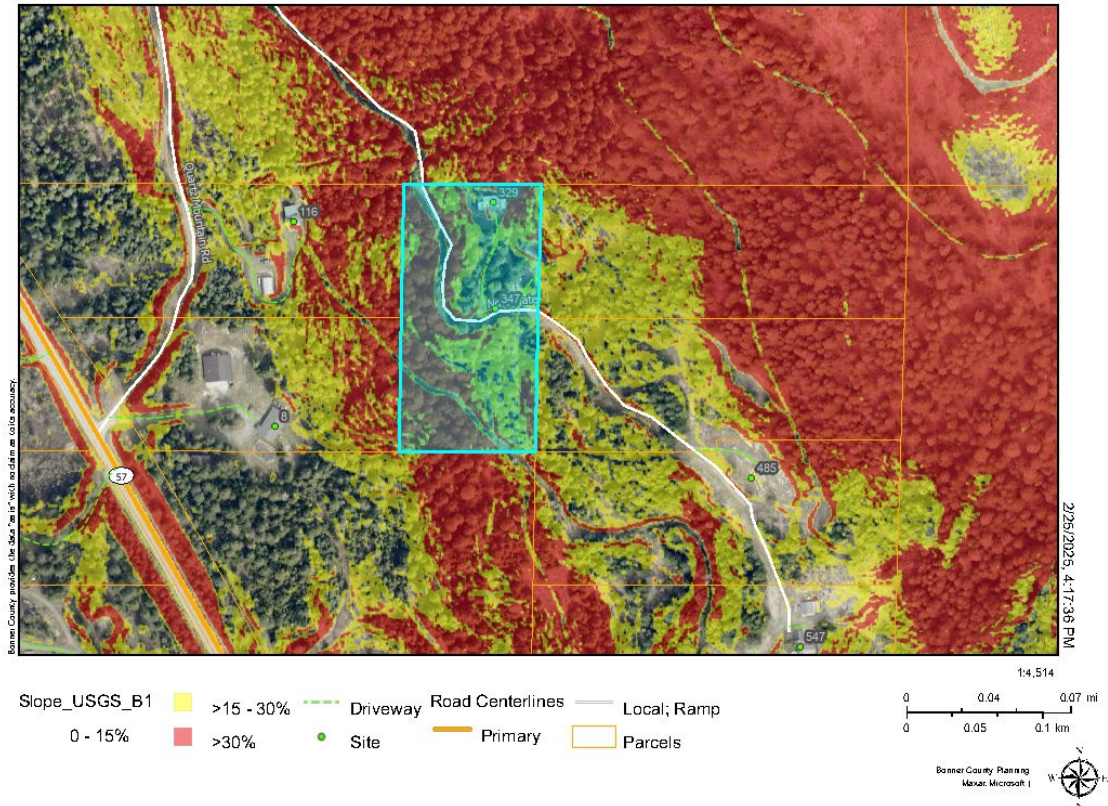 329
116
Quartz Mountain Rd
347
8
57
485
547
Bonner County provides this data "as is" with no claim as to its accuracy.
2/25/2025, 4:17:36 PM
1:4,514
Slope_USGS_B1
0 - 15%
>15 - 30%
>30%
Driveway
Site
Road Centerlines
Primary
Local; Ramp
Parcels
0 0.04 0.07 mi
0 0.05 0.1 km
Bonner County Planning
Maxar, Microsoft |
N
W E
S